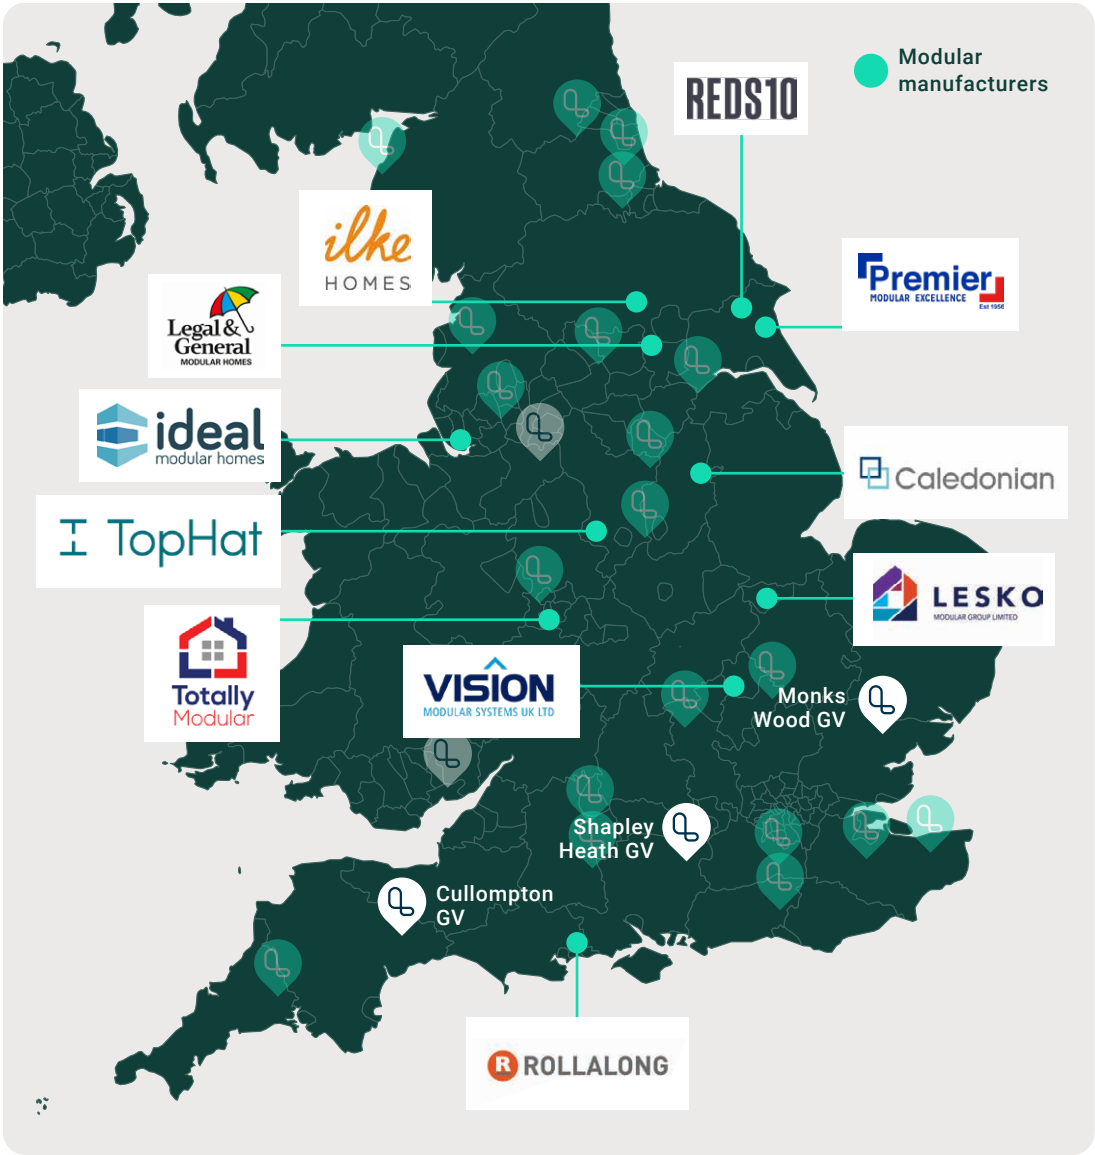 Modular
manufacturers
REDS10
ilke
HOMES
Premier
MODULAR EXCELLENCE
Est 1956
Legal &
General
MODULAR HOMES
ideal
modular homes
Caledonian
TopHat
LESKO
MODULAR GROUP LIMITED
Totally
Modular
VISION
MODULAR SYSTEMS UK LTD
Monks
Wood GV
Shapley
Heath GV
Cullompton
GV
R ROLLALONG